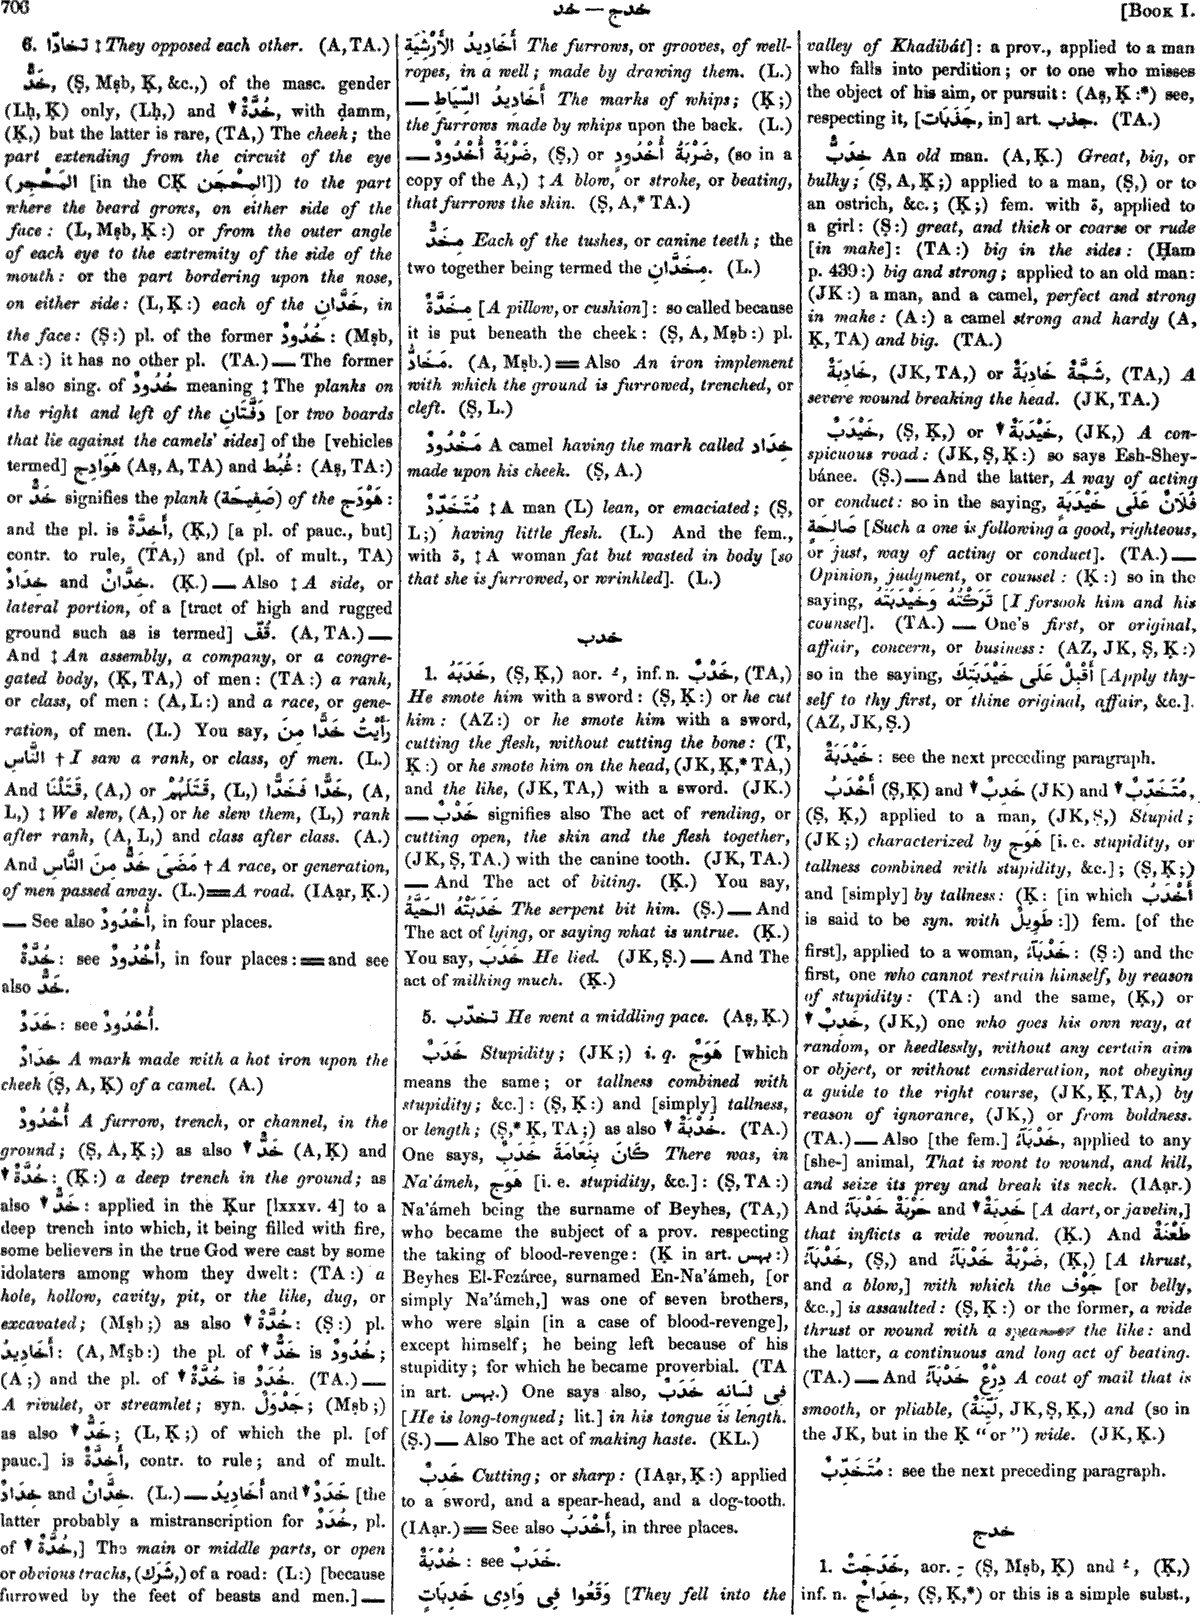 706
خد — خدج
[BOOK I.
6. تخادّا ‡ They opposed each other. (A, TA.)
خَدٌّ, (Ṣ, Mṣb, Ḳ, &c.,) of the masc. gender
(Lḥ, Ḳ) only, (Lḥ,) and ▼ خُدَّةٌ, with ḍamm,
(Ḳ,) but the latter is rare, (TA,) The cheek; the
part extending from the circuit of the eye
(المَحْجِر [in the CḲ المِحْجَن]) to the part
where the beard grows, on either side of the
face: (L, Mṣb, Ḳ:) or from the outer angle
of each eye to the extremity of the side of the
mouth: or the part bordering upon the nose,
on either side: (L, Ḳ:) each of the خَدَّانِ, in
the face: (Ṣ:) pl. of the former خُدُودٌ: (Mṣb,
TA:) it has no other pl. (TA.) — The former
is also sing. of خُدُودٌ meaning ‡ The planks on
the right and left of the دَفَّتَانِ [or two boards
that lie against the camels' sides] of the [vehicles
termed] هَوَادِج (Aṣ, A, TA) and غُبُط: (Aṣ, TA:)
or خَدٌّ signifies the plank (صَفِيحَة) of the هَوْدَج:
and the pl. is أَخِدَّةٌ, (Ḳ,) [a pl. of pauc., but]
contr. to rule, (TA,) and (pl. of mult., TA)
خِدَادٌ and خِدَّانٌ. (Ḳ.) — Also ‡ A side, or
lateral portion, of a [tract of high and rugged
ground such as is termed] قُفّ. (A, TA.) —
And ‡ An assembly, a company, or a congre-
gated body, (Ḳ, TA,) of men: (TA:) a rank,
or class, of men: (A, L:) and a race, or gene-
ration, of men. (L.) You say, رَأَيْتُ خَدًّا مِنَ
النَّاسِ † I saw a rank, or class, of men. (L.)
And قَتَلْنَا, (A,) or قَتَلَهُمْ, (L,) خَدًّا فَخَدًّا, (A,
L,) ‡ We slew, (A,) or he slew them, (L,) rank
after rank, (A, L,) and class after class. (A.)
And مَضَى خَدٌّ مِنَ النَّاسِ † A race, or generation,
of men passed away. (L.) == A road. (IAạr, Ḳ.)
— See also أُخْدُودٌ, in four places.
خُدَّةٌ: see أُخْدُودٌ, in four places: == and see
also خَدٌّ.
خَدَدٌ: see أُخْدُودٌ.
خِدَادٌ A mark made with a hot iron upon the
cheek (Ṣ, A, Ḳ) of a camel. (A.)
أُخْدُودٌ A furrow, trench, or channel, in the
ground; (Ṣ, A, Ḳ;) as also ▼ خَدٌّ (A, Ḳ) and
▼ خُدَّةٌ: (Ḳ:) a deep trench in the ground; as
also ▼ خَدٌّ: applied in the Ḳur [lxxxv. 4] to a
deep trench into which, it being filled with fire,
some believers in the true God were cast by some
idolaters among whom they dwelt: (TA:) a
hole, hollow, cavity, pit, or the like, dug, or
excavated; (Mṣb;) as also ▼ خُدَّةٌ: (Ṣ:) pl.
أَخَادِيدُ: (A, Mṣb:) the pl. of ▼ خَدٌّ is خُدُودٌ;
(A;) and the pl. of ▼ خُدَّةٌ is خُدَدٌ. (TA.) —
A rivulet, or streamlet; syn. جَدْوَلٌ; (Mṣb;)
as also ▼ خَدٌّ; (L, Ḳ;) of which the pl. [of
pauc.] is أَخِدَّةٌ, contr. to rule; and of mult.
خِدَادٌ and خِدَّانٌ. (L.) — أَخَادِيدُ and ▼ خَدَدٌ [the
latter probably a mistranscription for خُدَدٌ, pl.
of ▼ خُدَّةٌ,] The main or middle parts, or open
or obvious tracks, (شَرَك,) of a road: (L:) [because
furrowed by the feet of beasts and men.] —
أَخَادِيدُ الأَرْشِيَةِ The furrows, or grooves, of well-
ropes, in a well; made by drawing them. (L.)
— أَخَادِيدُ السِّيَاطِ The marks of whips; (Ḳ;)
the furrows made by whips upon the back. (L.)
— ضَرْبَةٌ أُخْدُودٌ, (Ṣ,) or ضَرْبَةُ أُخْدُودٍ, (so in a
copy of the A,) ‡ A blow, or stroke, or beating,
that furrows the skin. (Ṣ, A,* TA.)
مِخَدٌّ Each of the tushes, or canine teeth; the
two together being termed the مِخَدَّانِ. (L.)
مِخَدَّةٌ [A pillow, or cushion]: so called because
it is put beneath the cheek: (Ṣ, A, Mṣb:) pl.
مَخَادُّ. (A, Mṣb.) == Also An iron implement
with which the ground is furrowed, trenched, or
cleft. (Ṣ, L.)
مَخْدُودٌ A camel having the mark called خِدَاد
made upon his cheek. (Ṣ, A.)
مُتَخَدِّدٌ ‡ A man (L) lean, or emaciated; (Ṣ,
L;) having little flesh. (L.) And the fem.,
with ة, ‡ A woman fat but wasted in body [so
that she is furrowed, or wrinkled]. (L.)
خدب
1. خَدَبَهُ, (Ṣ, Ḳ,) aor. ـُ, inf. n. خَدْبٌ, (TA,)
He smote him with a sword: (Ṣ, Ḳ:) or he cut
him: (AZ:) or he smote him with a sword,
cutting the flesh, without cutting the bone: (T,
Ḳ:) or he smote him on the head, (JK, Ḳ,* TA,)
and the like, (JK, TA,) with a sword. (JK.)
— خَدْبٌ signifies also The act of rending, or
cutting open, the skin and the flesh together,
(JK, Ṣ, TA.) with the canine tooth. (JK, TA.)
— And The act of biting. (Ḳ.) You say,
خَدَبَتْهُ الحَيَّةُ The serpent bit him. (Ṣ.) — And
The act of lying, or saying what is untrue. (Ḳ.)
You say, خَدَبَ He lied. (JK, Ṣ.) — And The
act of milking much. (Ḳ.)
5. تخدّب He went a middling pace. (Aṣ, Ḳ.)
خَدَبٌ Stupidity; (JK;) i. q. هَوَجٌ [which
means the same; or tallness combined with
stupidity; &c.]: (Ṣ, Ḳ:) and [simply] tallness,
or length; (Ṣ,* Ḳ, TA;) as also ▼ خُدْبَةٌ. (TA.)
One says, كَانَ بِنَعَامَةَ خَدَبٌ There was, in
Na'ámeh, هَوَج [i. e. stupidity, &c.]: (Ṣ, TA:)
Na'ámeh being the surname of Beyhes, (TA,)
who became the subject of a prov. respecting
the taking of blood-revenge: (Ḳ in art. بهس:)
Beyhes El-Fezáree, surnamed En-Na'ámeh, [or
simply Na'ámeh,] was one of seven brothers,
who were slain [in a case of blood-revenge],
except himself; he being left because of his
stupidity; for which he became proverbial. (TA
in art. بهس.) One says also, فِى لِسَانِهِ خَدَبٌ
[He is long-tongued; lit.] in his tongue is length.
(Ṣ.) — Also The act of making haste. (KL.)
خَدِبٌ Cutting; or sharp: (IAạr, Ḳ:) applied
to a sword, and a spear-head, and a dog-tooth.
(IAạr.) == See also أَخْدَبُ, in three places.
خُدْبَةٌ: see خَدَبٌ.
وَقَعُوا فِى وَادِى خَدِبَاتٍ [They fell into the
valley of Khadibát]: a prov., applied to a man
who falls into perdition; or to one who misses
the object of his aim, or pursuit: (Aṣ, Ḳ:*) see,
respecting it, [جَذَبَات, in] art. جذب. (TA.)
خِدَبٌّ An old man. (A, Ḳ.) Great, big, or
bulky; (Ṣ, A, Ḳ;) applied to a man, (Ṣ,) or to
an ostrich, &c.; (Ḳ;) fem. with ة, applied to
a girl: (Ṣ:) great, and thick or coarse or rude
[in make]: (TA:) big in the sides: (Ḥam
p. 439:) big and strong; applied to an old man:
(JK:) a man, and a camel, perfect and strong
in make: (A:) a camel strong and hardy (A,
Ḳ, TA) and big. (TA.)
خَادِبَةٌ, (JK, TA,) or شَجَّةٌ خَادِبَةٌ, (TA,) A
severe wound breaking the head. (JK, TA.)
خَيْدَبٌ, (Ṣ, Ḳ,) or ▼ خَيْدَبَةٌ, (JK,) A con-
spicuous road: (JK, Ṣ, Ḳ:) so says Esh-Shey-
bánee. (Ṣ.) — And the latter, A way of acting
or conduct: so in the saying, فُلَانٌ عَلَى خَيْدَبَةٍ
صَالِحَةٍ [Such a one is following a good, righteous,
or just, way of acting or conduct]. (TA.) —
Opinion, judgment, or counsel: (Ḳ:) so in the
saying, تَرَكْتُهُ وَخَيْدَبَتَهُ [I forsook him and his
counsel]. (TA.) — One's first, or original,
affair, concern, or business: (AZ, JK, Ṣ, Ḳ:)
so in the saying, أَقْبِلْ عَلَى خَيْدَبَتِكَ [Apply thy-
self to thy first, or thine original, affair, &c.].
(AZ, JK, Ṣ.)
خَيْدَبَةٌ: see the next preceding paragraph.
أَخْدَبُ (Ṣ, Ḳ) and ▼ خَدِبٌ (JK) and ▼ مُتَخَدِّبٌ,
(Ṣ, Ḳ,) applied to a man, (JK, Ṣ,) Stupid;
(JK;) characterized by هَوَج [i. e. stupidity, or
tallness combined with stupidity, &c.]; (Ṣ, Ḳ;)
and [simply] by tallness: (Ḳ: [in which أَخْدَبُ
is said to be syn. with طَوِيلٌ:]) fem. [of the
first], applied to a woman, خَدْبَآءُ: (Ṣ:) and the
first, one who cannot restrain himself, by reason
of stupidity: (TA:) and the same, (Ḳ,) or
▼ خَدِبٌ, (JK,) one who goes his own way, at
random, or heedlessly, without any certain aim
or object, or without consideration, not obeying
a guide to the right course, (JK, Ḳ, TA,) by
reason of ignorance, (JK,) or from boldness.
(TA.) — Also [the fem.] خَدْبَآءُ, applied to any
[she-] animal, That is wont to wound, and kill,
and seize its prey and break its neck. (IAạr.)
And حَرْبَةٌ خَدْبَآءُ and ▼ خَدِبَةٌ [A dart, or javelin,]
that inflicts a wide wound. (Ḳ.) And طَعْنَةٌ
خَدْبَآءُ, (Ṣ,) and ضَرْبَةٌ خَدْبَآءُ, (Ḳ,) [A thrust,
and a blow,] with which the جَوْف [or belly,
&c.,] is assaulted: (Ṣ, Ḳ:) or the former, a wide
thrust or wound with a spear the like: and
the latter, a continuous and long act of beating.
(TA.) — And دِرْعٌ خَدْبَآءُ A coat of mail that is
smooth, or pliable, (لَيِّنَةٌ, JK, Ṣ, Ḳ,) and (so in
the JK, but in the Ḳ "or") wide. (JK, Ḳ.)
مُتَخَدِّبٌ: see the next preceding paragraph.
خدج
1. خَدَجَتْ, aor. ـِ (Ṣ, Mṣb, Ḳ) and ـُ, (Ḳ,)
inf. n. خِدَاجٌ, (Ṣ, Ḳ,*) or this is a simple subst.,